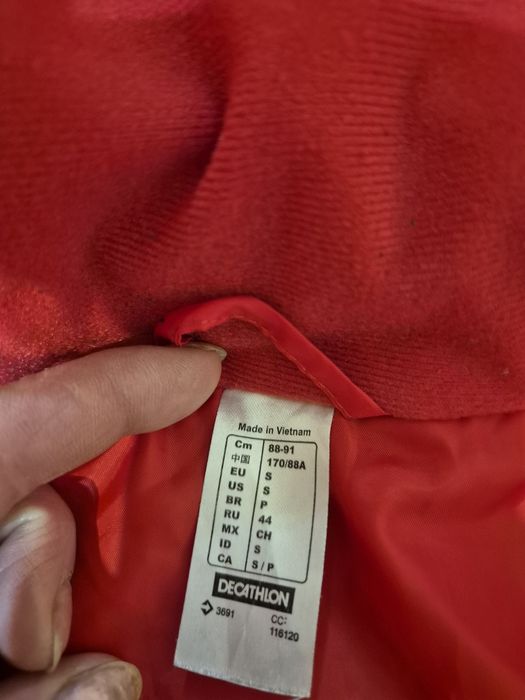 Made in Vietnam
Cm 88-91
中国 170/88A
EU S
US S
BR P
RU 44
MX CH
ID S
CA S / P
DECATHLON
3691 CC:
116120